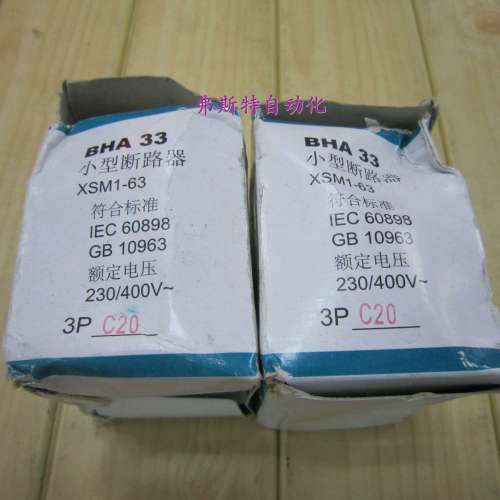 弗斯特自动化
BHA 33
小型断路器
XSM1-63
符合标准
IEC 60898
GB 10963
额定电压
230/400V~
3P C20
BHA 33
小型断路器
XSM1-63
符合标准
IEC 60898
GB 10963
额定电压
230/400V~
3P C20